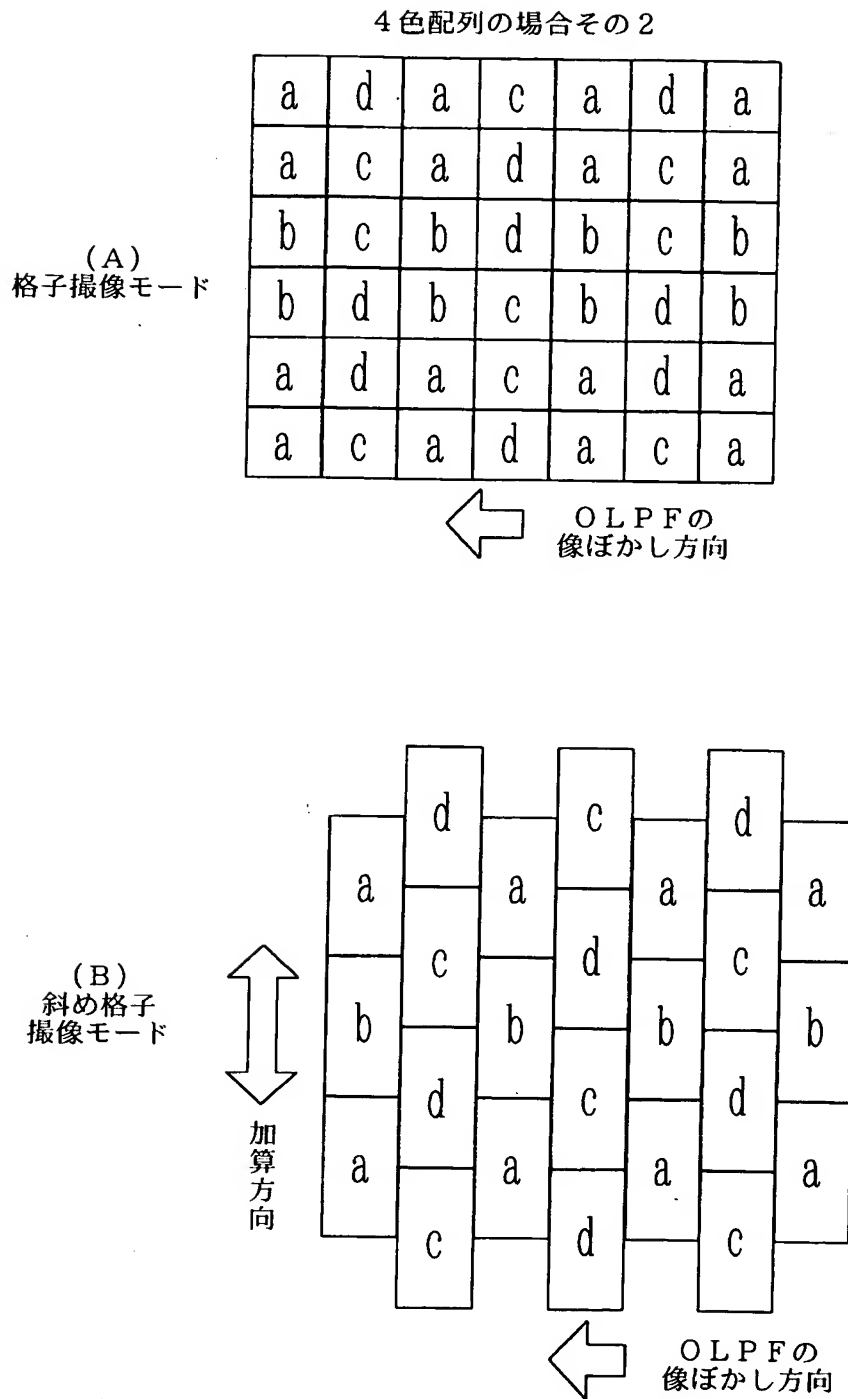 4色配列の場合その2
a d a c a d a
a c a d a c a
b c b d b c b
b d b c b d b
a d a c a d a
a c a d a c a
(A)
格子撮像モード
OLPFの
像ぼかし方向
d c d
a a a a
c d c
b b b b
d c d
a a a a
c d c
(B)
斜め格子
撮像モード
加算方向
OLPFの
像ぼかし方向